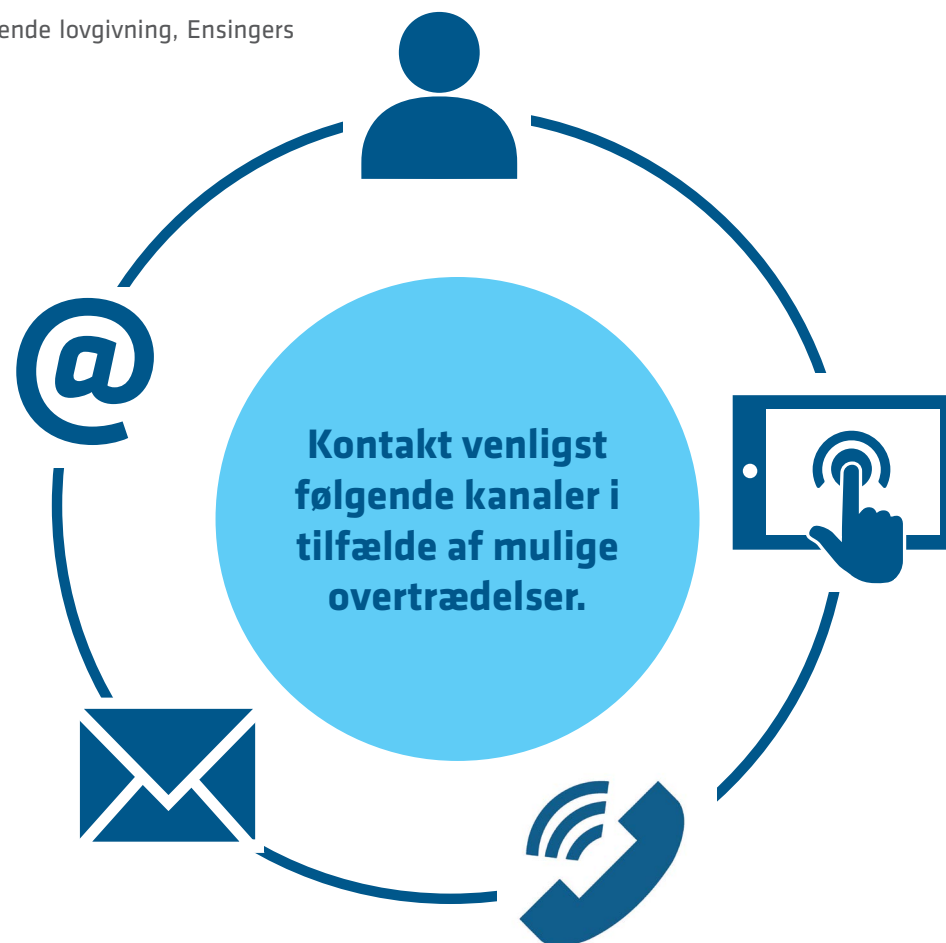 ende lovgivning, Ensingers
Kontakt venligst
følgende kanaler i
tilfælde af mulige
overtrædelser.